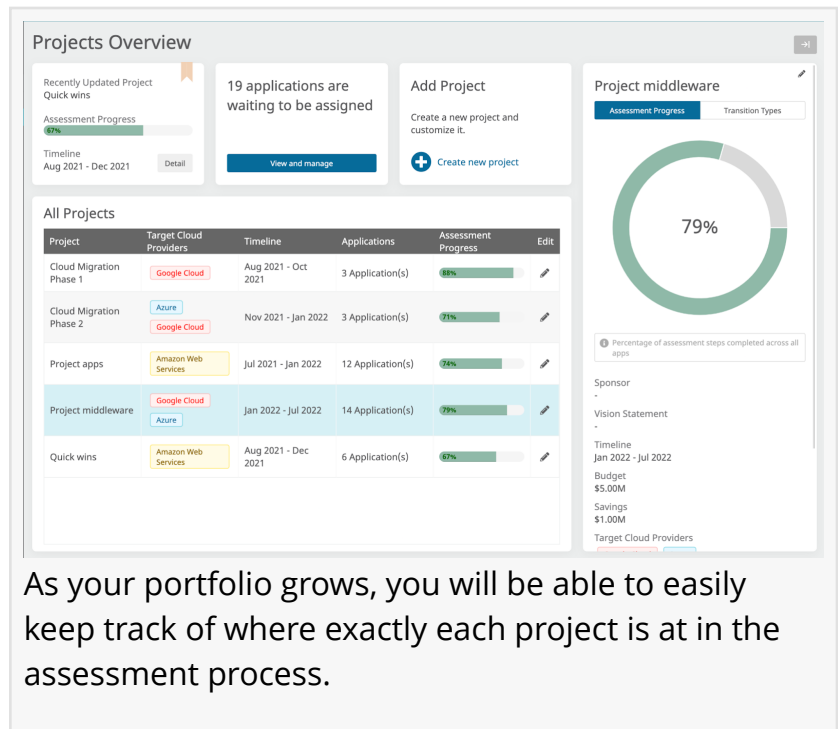 Projects Overview
Recently Updated Project
Quick wins
Assessment Progress
67%
Timeline
Aug 2021 - Dec 2021
Detail
19 applications are
waiting to be assigned
View and manage
Add Project
Create a new project and
customize it.
Create new project
All Projects
Project
Target Cloud
Providers
Timeline
Applications
Assessment
Progress
Edit
Cloud Migration
Phase 1
Google Cloud
Aug 2021 - Oct
2021
3 Application(s)
88%
Cloud Migration
Phase 2
Azure
Google Cloud
Nov 2021 - Jan 2022
3 Application(s)
71%
Project apps
Amazon Web
Services
Jul 2021 - Jan 2022
12 Application(s)
74%
Project middleware
Google Cloud
Azure
Jan 2022 - Jul 2022
14 Application(s)
79%
Quick wins
Amazon Web
Services
Aug 2021 - Dec
2021
6 Application(s)
67%
Project middleware
Assessment Progress
Transition Types
79%
Percentage of assessment steps completed across all
apps
Sponsor
-
Vision Statement
-
Timeline
Jan 2022 - Jul 2022
Budget
$5.00M
Savings
$1.00M
Target Cloud Providers
As your portfolio grows, you will be able to easily
keep track of where exactly each project is at in the
assessment process.